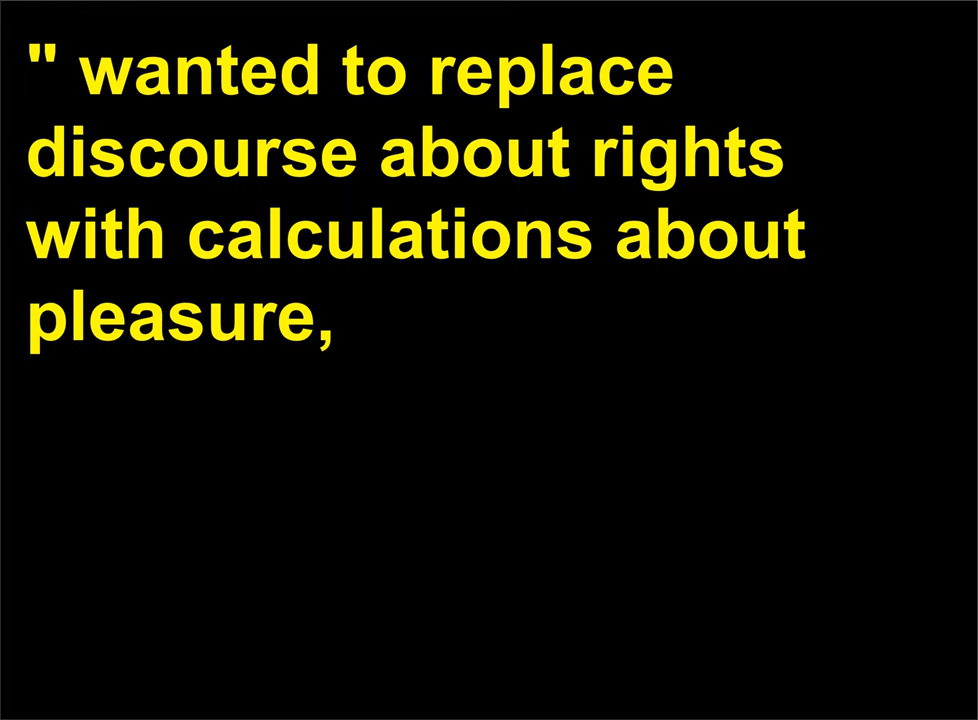 " wanted to replace
discourse about rights
with calculations about
pleasure,